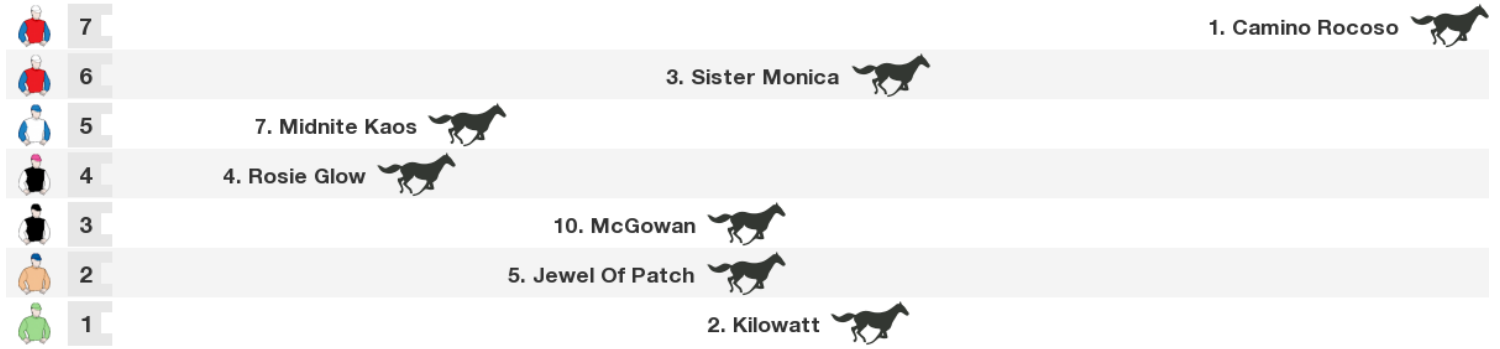 7 1. Camino Rocoso
6 3. Sister Monica
5 7. Midnite Kaos
4 4. Rosie Glow
3 10. McGowan
2 5. Jewel Of Patch
1 2. Kilowatt